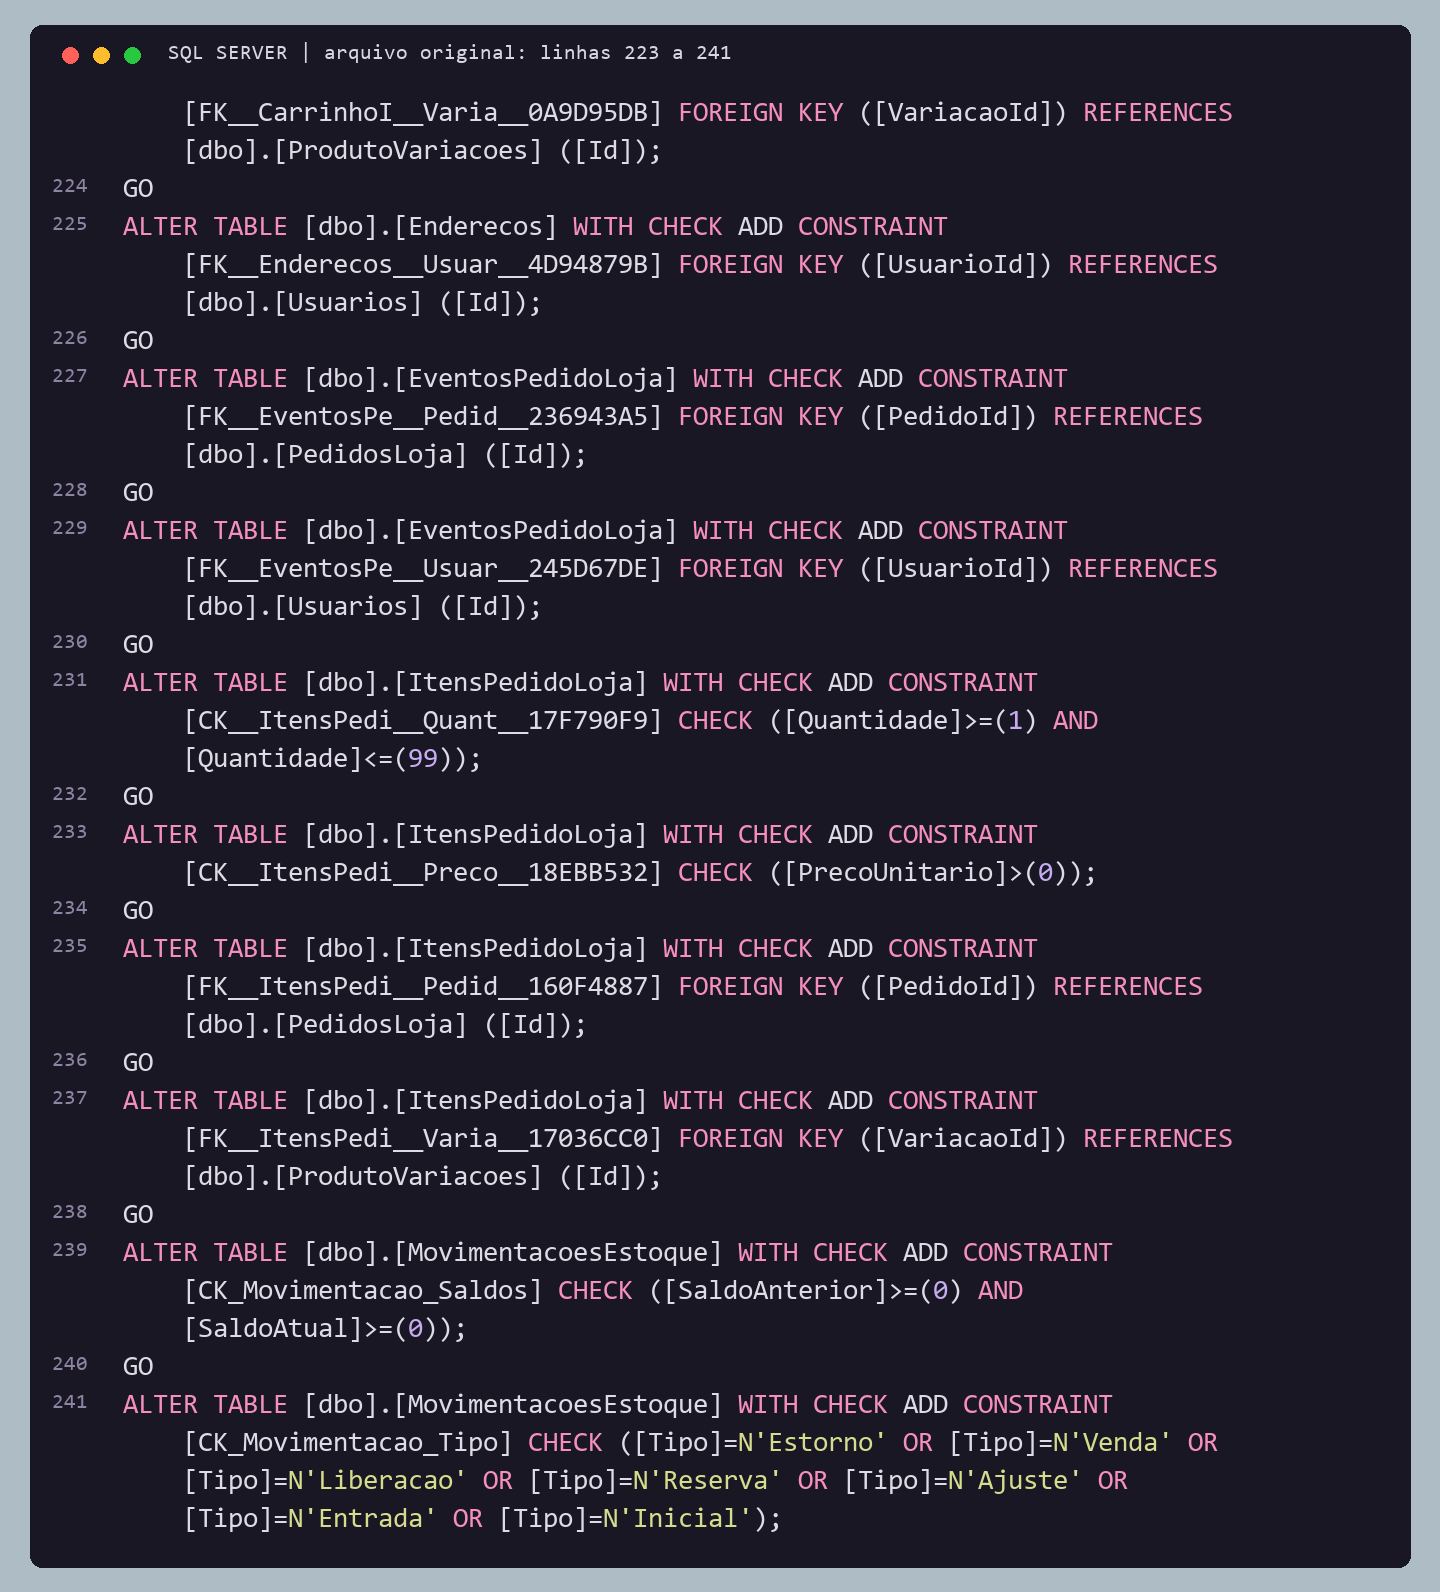 SQL SERVER | arquivo original: linhas 223 a 241
[FK__CarrinhoI__Varia__0A9D95DB] FOREIGN KEY ([VariacaoId]) REFERENCES
[dbo].[ProdutoVariacoes] ([Id]);
224 GO
225 ALTER TABLE [dbo].[Enderecos] WITH CHECK ADD CONSTRAINT
[FK__Enderecos__Usuar__4D94879B] FOREIGN KEY ([UsuarioId]) REFERENCES
[dbo].[Usuarios] ([Id]);
226 GO
227 ALTER TABLE [dbo].[EventosPedidoLoja] WITH CHECK ADD CONSTRAINT
[FK__EventosPe__Pedid__236943A5] FOREIGN KEY ([PedidoId]) REFERENCES
[dbo].[PedidosLoja] ([Id]);
228 GO
229 ALTER TABLE [dbo].[EventosPedidoLoja] WITH CHECK ADD CONSTRAINT
[FK__EventosPe__Usuar__245D67DE] FOREIGN KEY ([UsuarioId]) REFERENCES
[dbo].[Usuarios] ([Id]);
230 GO
231 ALTER TABLE [dbo].[ItensPedidoLoja] WITH CHECK ADD CONSTRAINT
[CK__ItensPedi__Quant__17F790F9] CHECK ([Quantidade]>=(1) AND
[Quantidade]<=(99));
232 GO
233 ALTER TABLE [dbo].[ItensPedidoLoja] WITH CHECK ADD CONSTRAINT
[CK__ItensPedi__Preco__18EBB532] CHECK ([PrecoUnitario]>(0));
234 GO
235 ALTER TABLE [dbo].[ItensPedidoLoja] WITH CHECK ADD CONSTRAINT
[FK__ItensPedi__Pedid__160F4887] FOREIGN KEY ([PedidoId]) REFERENCES
[dbo].[PedidosLoja] ([Id]);
236 GO
237 ALTER TABLE [dbo].[ItensPedidoLoja] WITH CHECK ADD CONSTRAINT
[FK__ItensPedi__Varia__17036CC0] FOREIGN KEY ([VariacaoId]) REFERENCES
[dbo].[ProdutoVariacoes] ([Id]);
238 GO
239 ALTER TABLE [dbo].[MovimentacoesEstoque] WITH CHECK ADD CONSTRAINT
[CK_Movimentacao_Saldos] CHECK ([SaldoAnterior]>=(0) AND
[SaldoAtual]>=(0));
240 GO
241 ALTER TABLE [dbo].[MovimentacoesEstoque] WITH CHECK ADD CONSTRAINT
[CK_Movimentacao_Tipo] CHECK ([Tipo]=N'Estorno' OR [Tipo]=N'Venda' OR
[Tipo]=N'Liberacao' OR [Tipo]=N'Reserva' OR [Tipo]=N'Ajuste' OR
[Tipo]=N'Entrada' OR [Tipo]=N'Inicial');